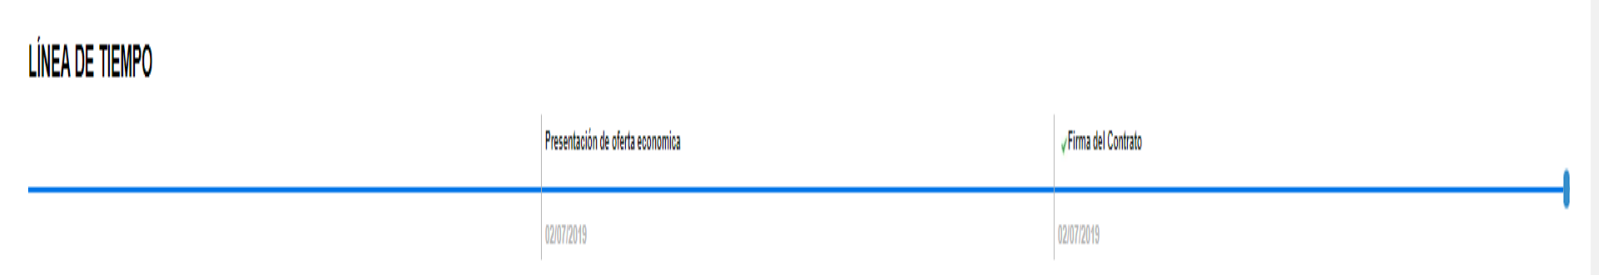 LÍNEA DE TIEMPO
Presentación de oferta economica
Firma del Contrato
02/07/2019
02/07/2019